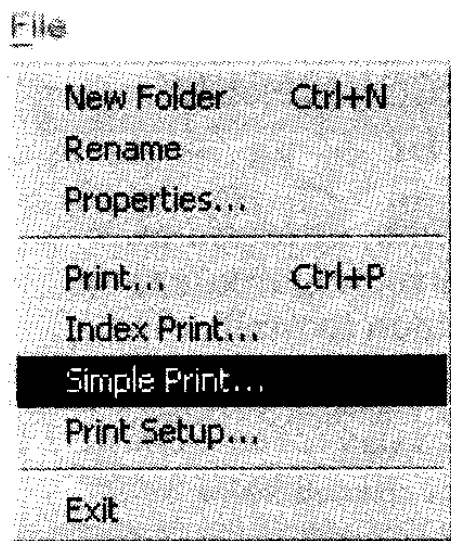 File
New Folder Ctrl+N
Rename
Properties...
Print... Ctrl+P
Index Print...
Simple Print...
Print Setup...
Exit